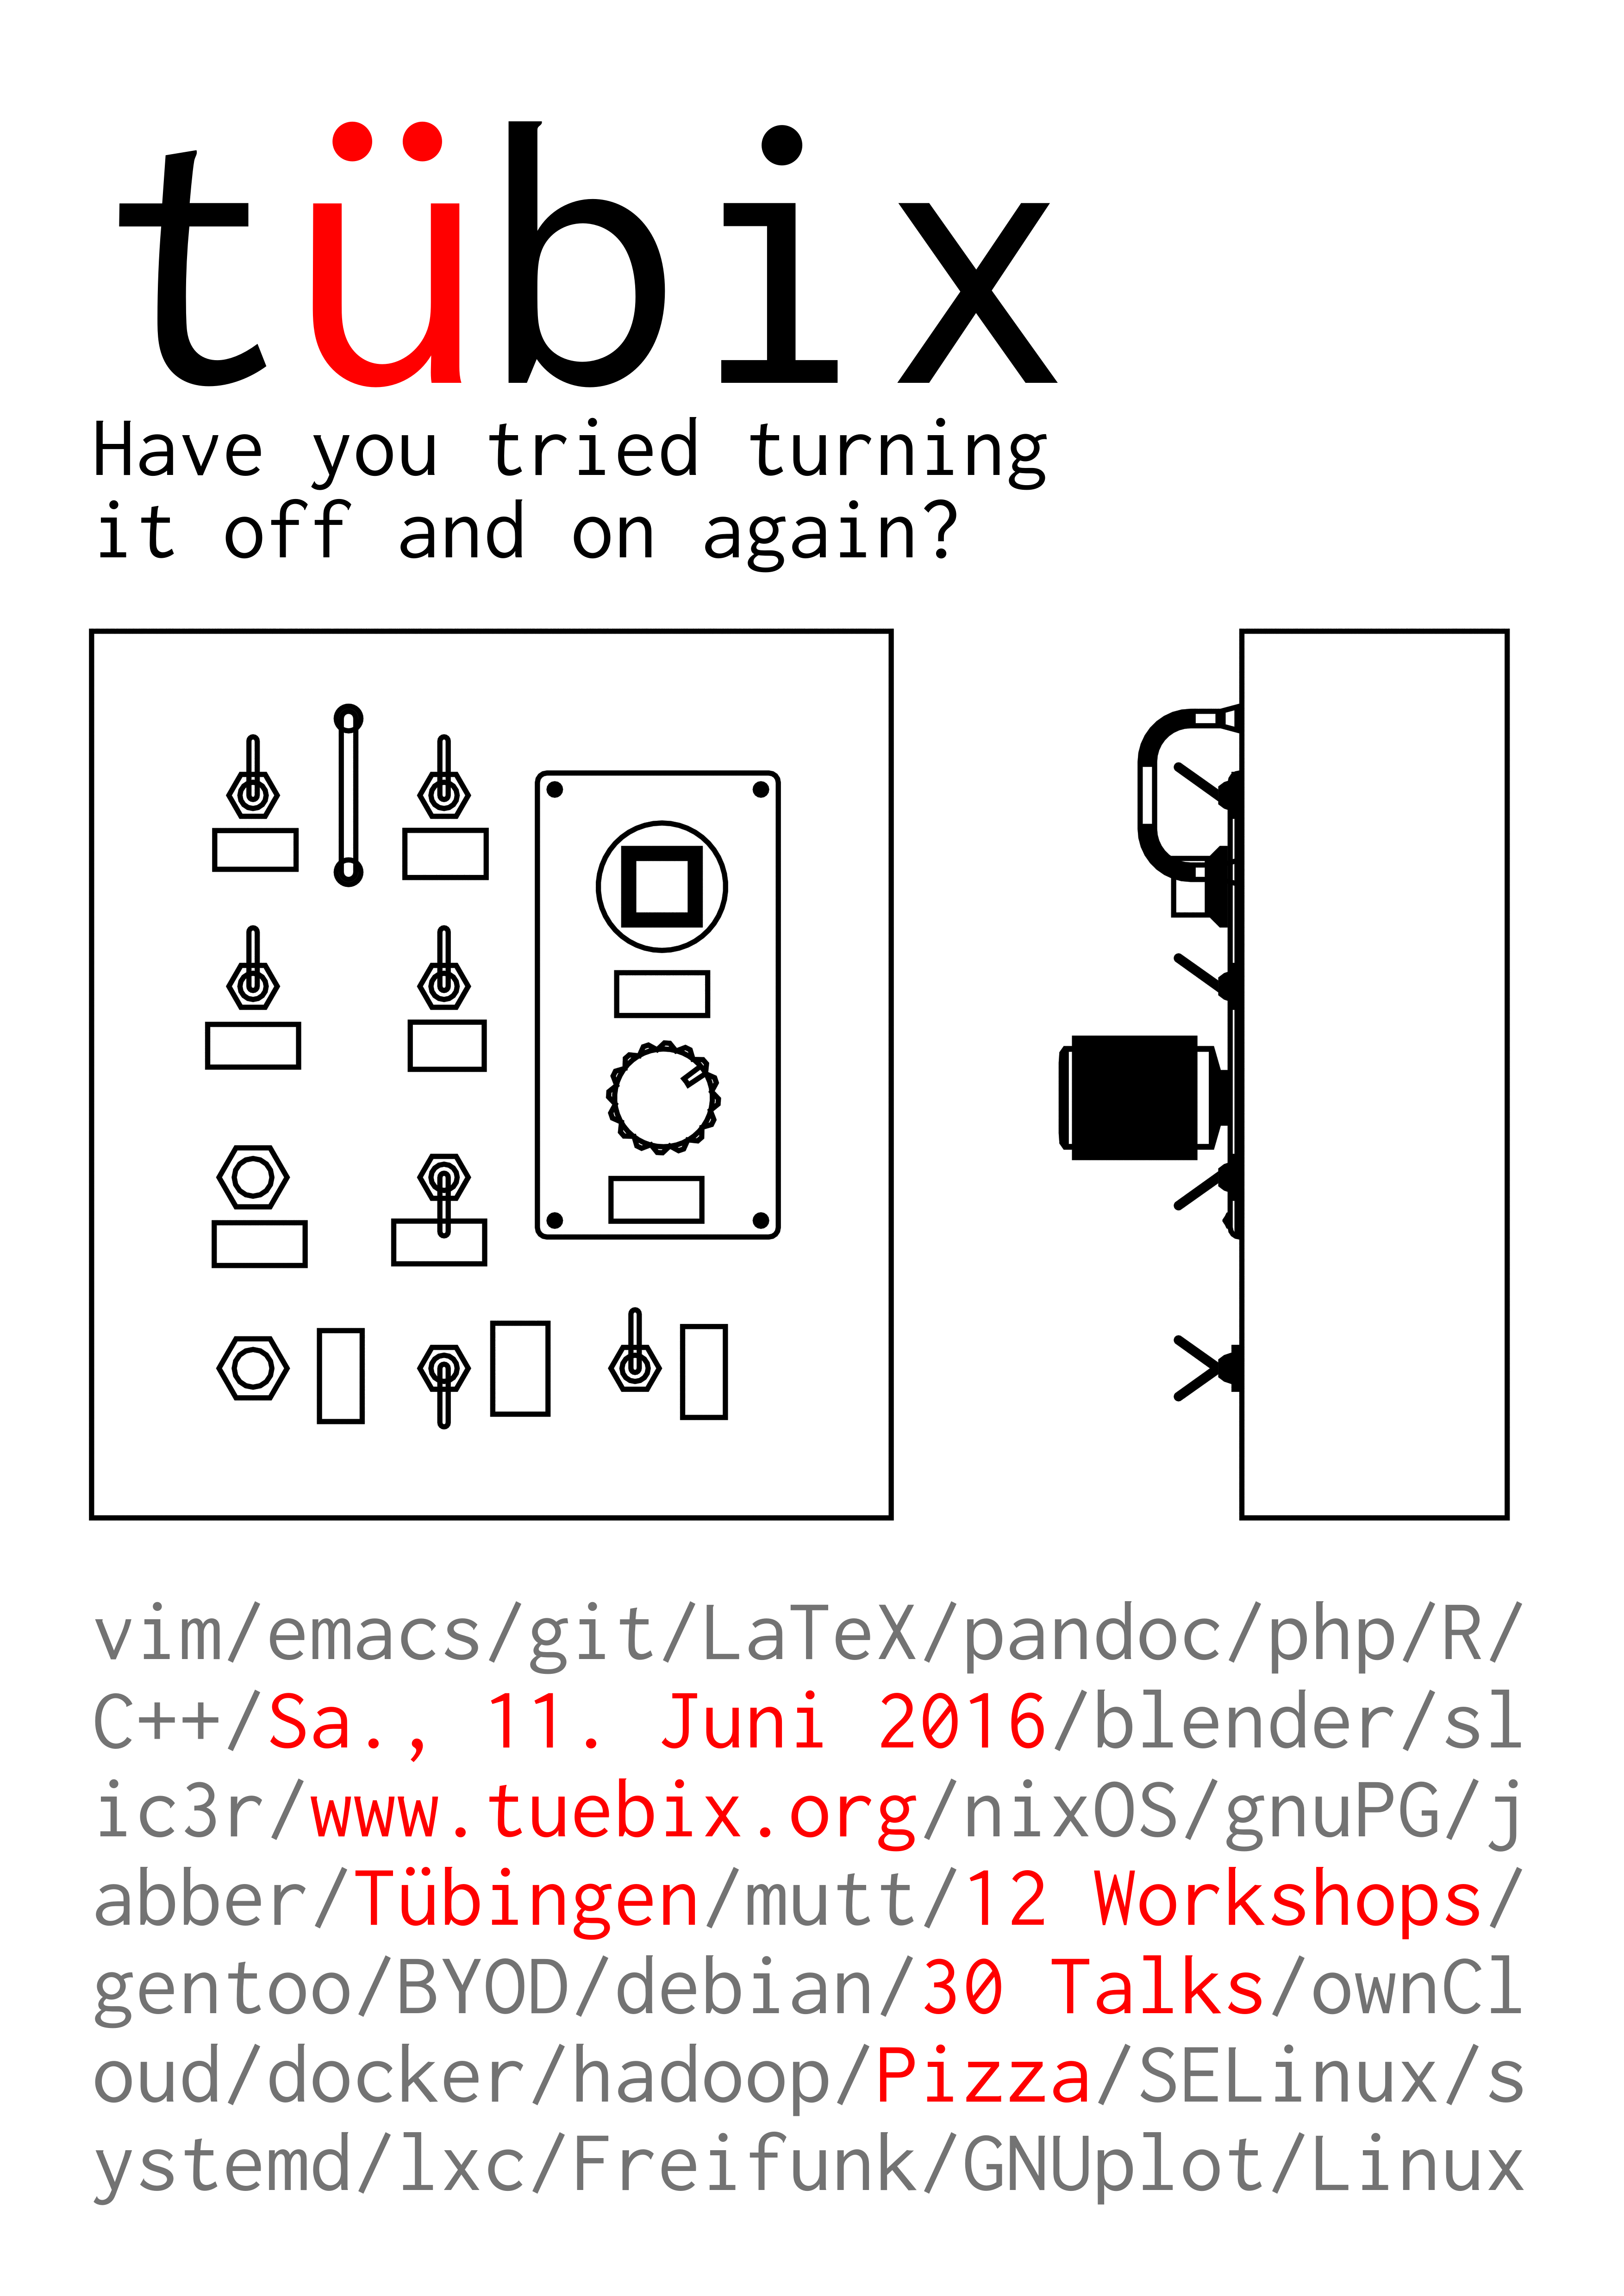 tübix
Have you tried turning
it off and on again?
vim/emacs/git/LaTeX/pandoc/php/R/
C++/Sa., 11. Juni 2016/blender/sl
ic3r/www.tuebix.org/nixOS/gnuPG/j
abber/Tübingen/mutt/12 Workshops/
gentoo/BYOD/debian/30 Talks/ownCl
oud/docker/hadoop/Pizza/SELinux/s
ystemd/lxc/Freifunk/GNUplot/Linux